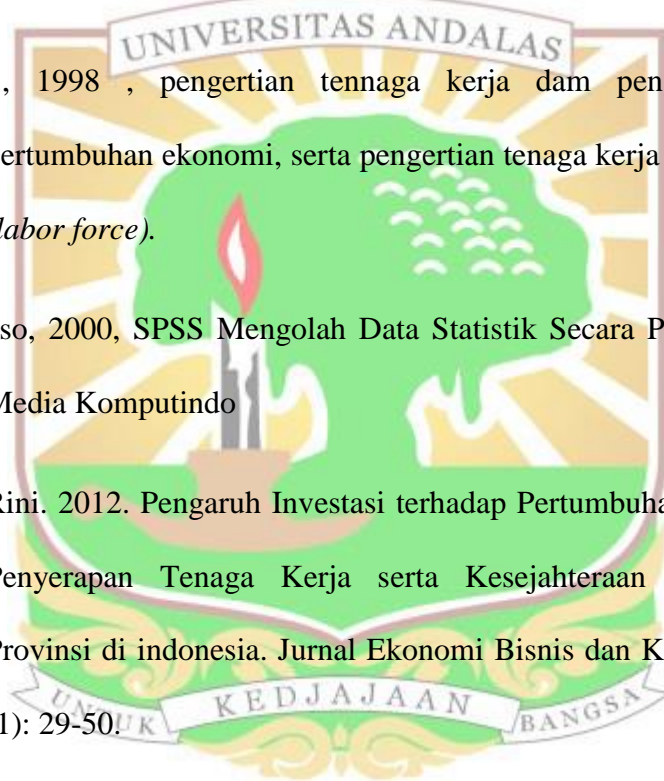 UNIVERSITAS ANDALAS
, 1998 , pengertian tennaga kerja dam pen
ertumbuhan ekonomi, serta pengertian tenaga kerja
labor force).
so, 2000, SPSS Mengolah Data Statistik Secara P
Media Komputindo
Rini. 2012. Pengaruh Investasi terhadap Pertumbuha
Penyerapan Tenaga Kerja serta Kesejahteraan
Provinsi di indonesia. Jurnal Ekonomi Bisnis dan K
1): 29-50.
UNTUK KEDJAJAAN BANGSA